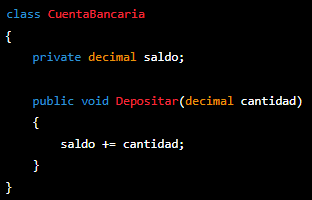 class CuentaBancaria
{
    private decimal saldo;

    public void Depositar(decimal cantidad)
    {
        saldo += cantidad;
    }
}